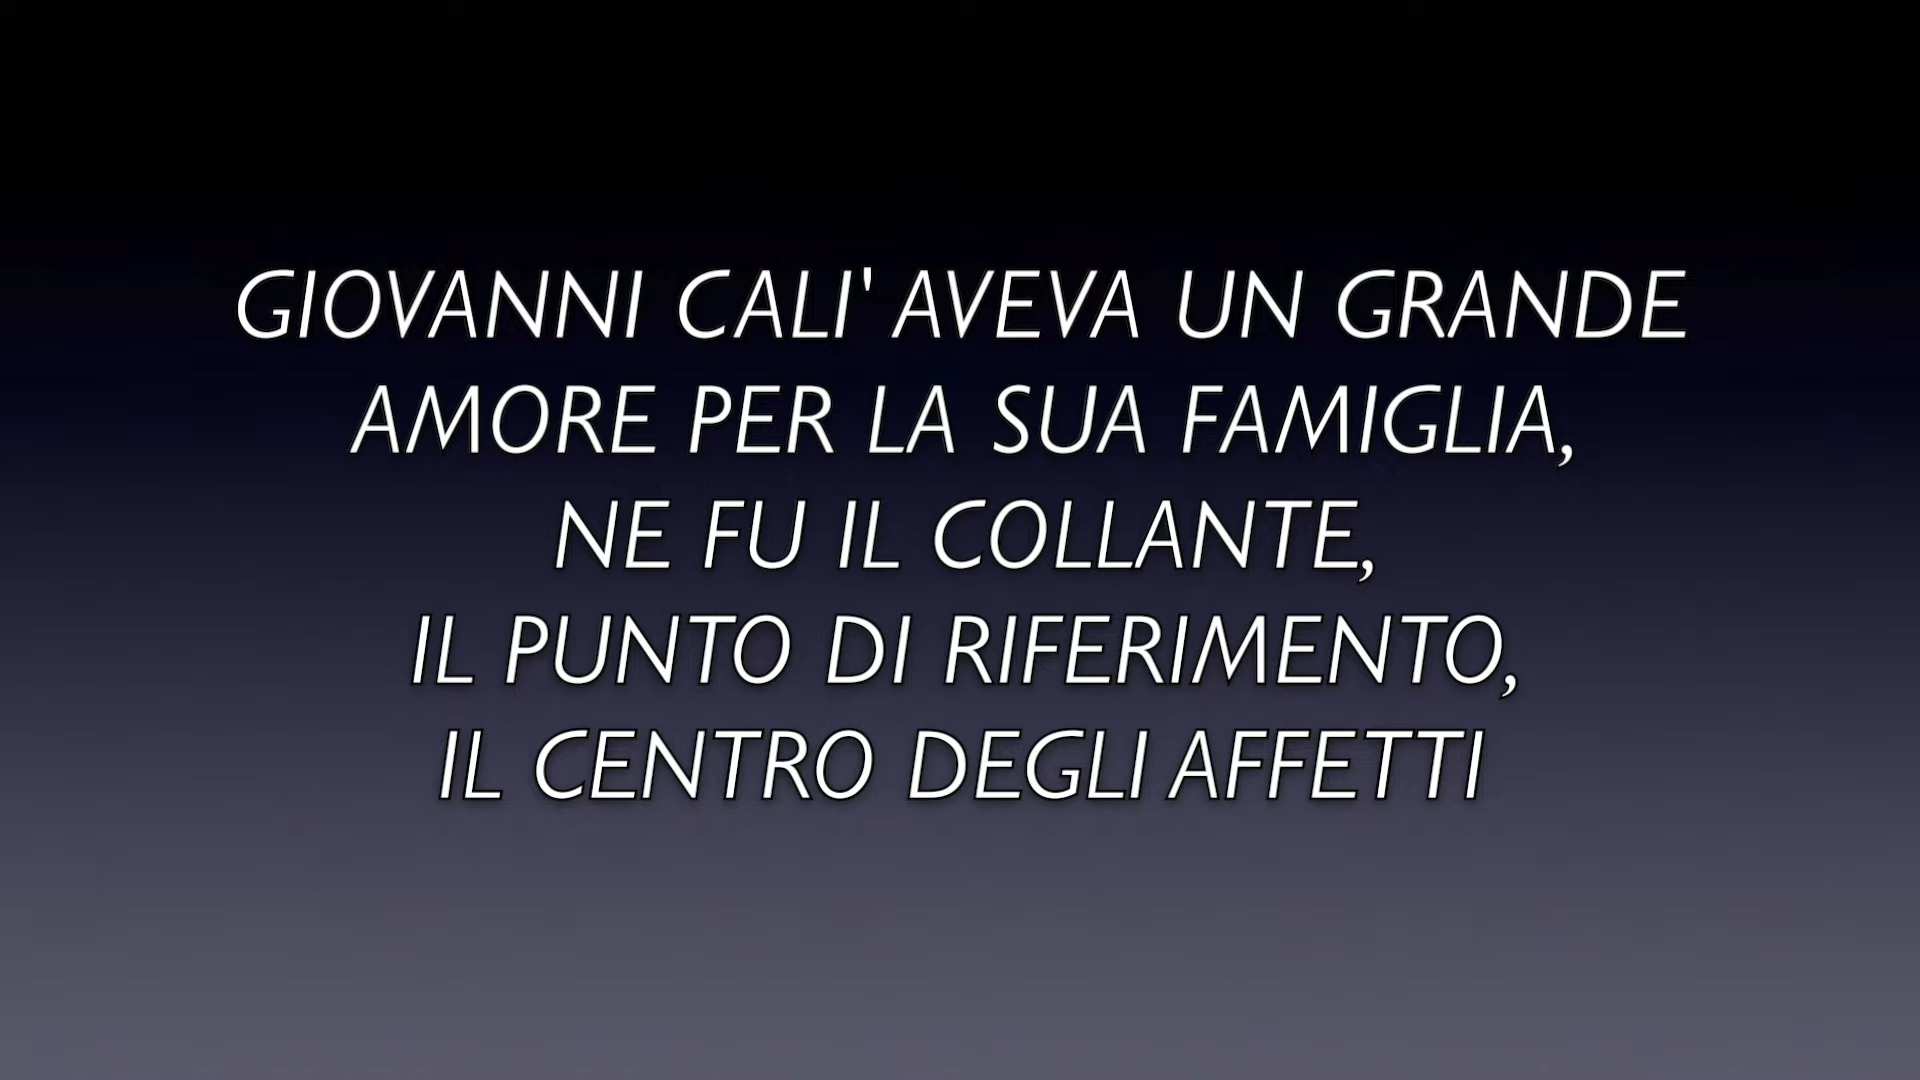 GIOVANNI CALI' AVEVA UN GRANDE
AMORE PER LA SUA FAMIGLIA,
NE FU IL COLLANTE,
IL PUNTO DI RIFERIMENTO,
IL CENTRO DEGLI AFFETTI